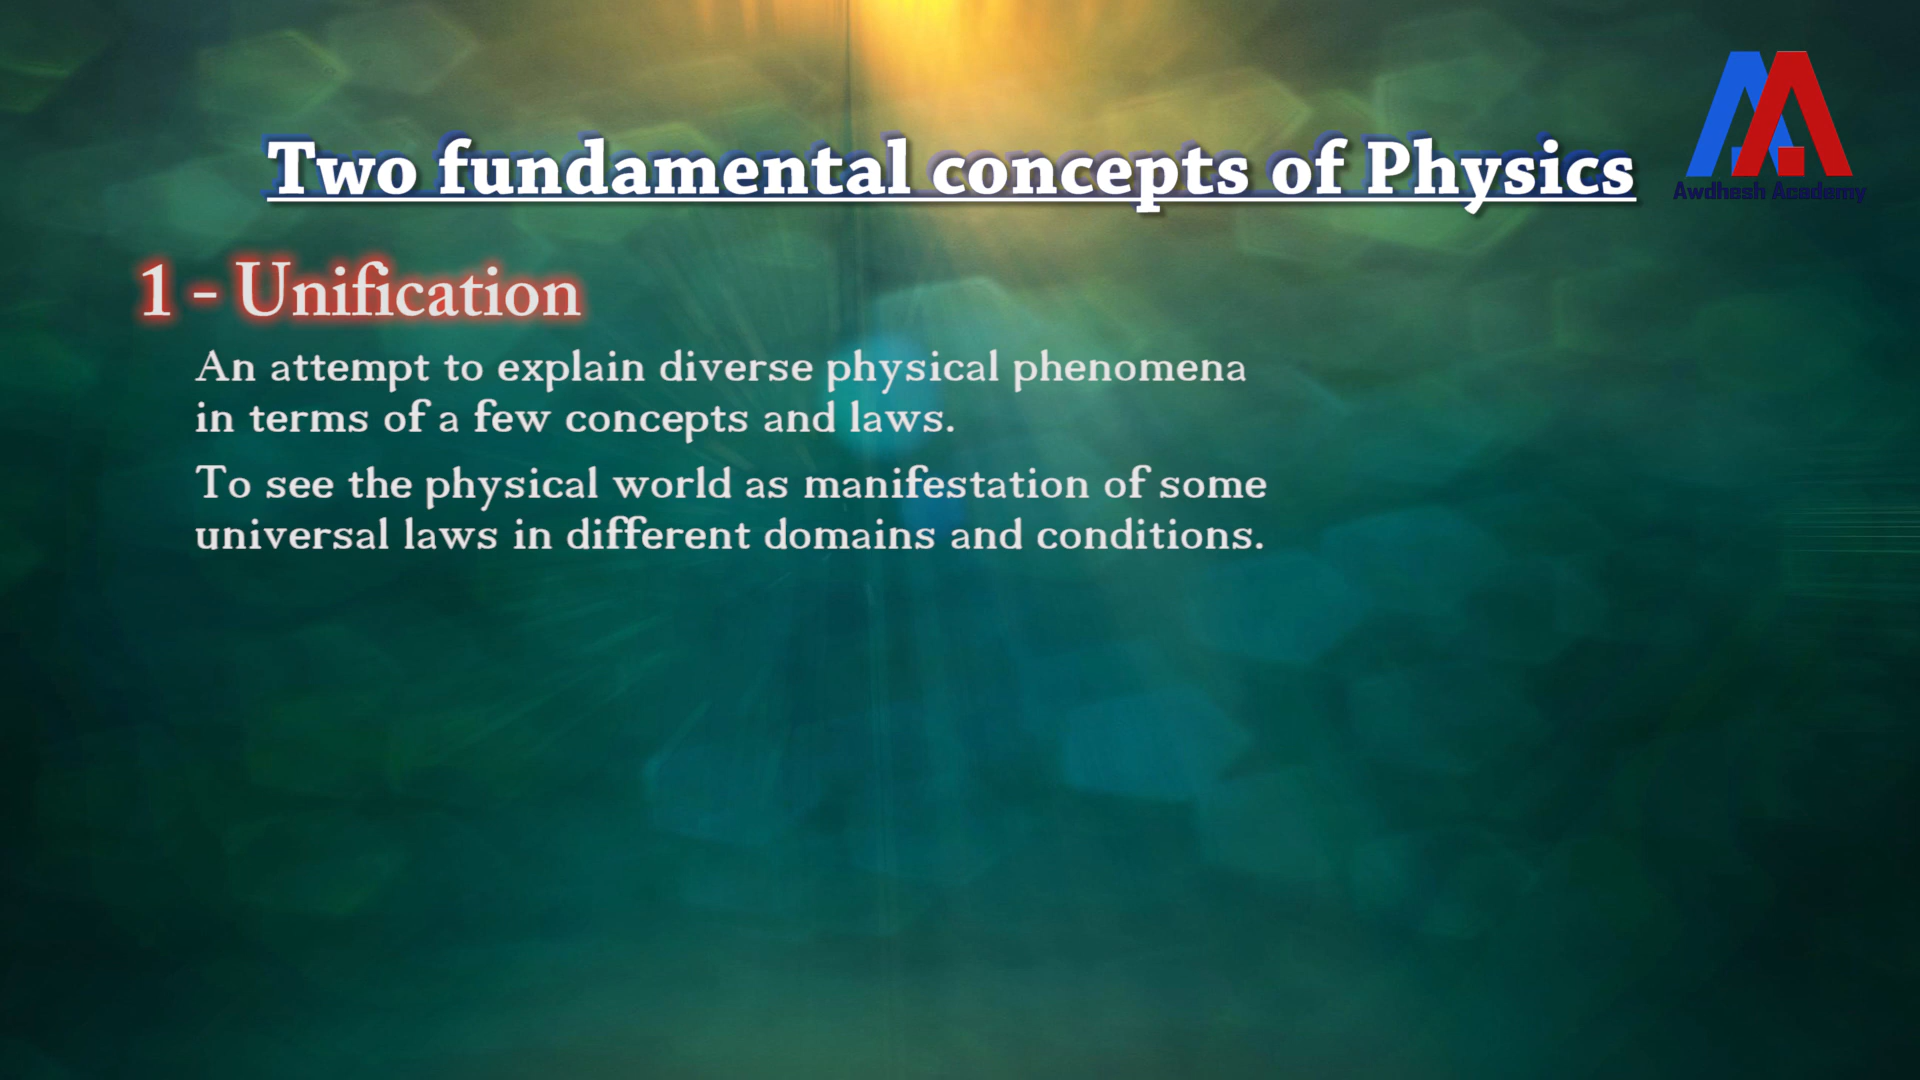 Two fundamental concepts of Physics
Awdhesh Academy
1 - Unification
An attempt to explain diverse physical phenomena
in terms of a few concepts and laws.
To see the physical world as manifestation of some
universal laws in different domains and conditions.